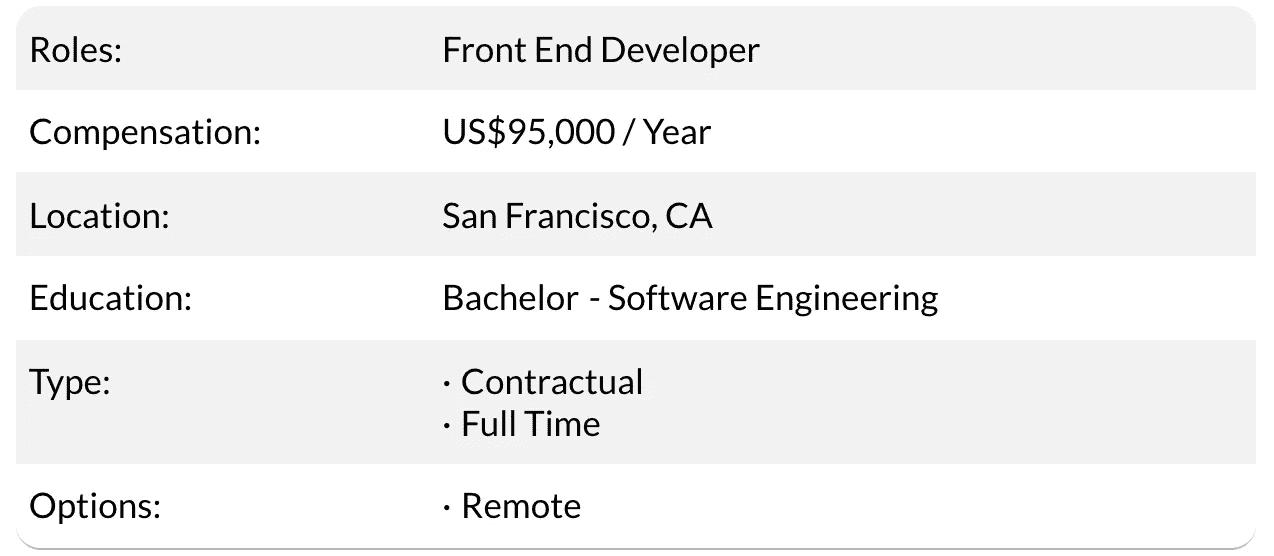 Roles: Front End Developer
Compensation: US$95,000 / Year
Location: San Francisco, CA
Education: Bachelor - Software Engineering
Type: · Contractual
· Full Time
Options: · Remote